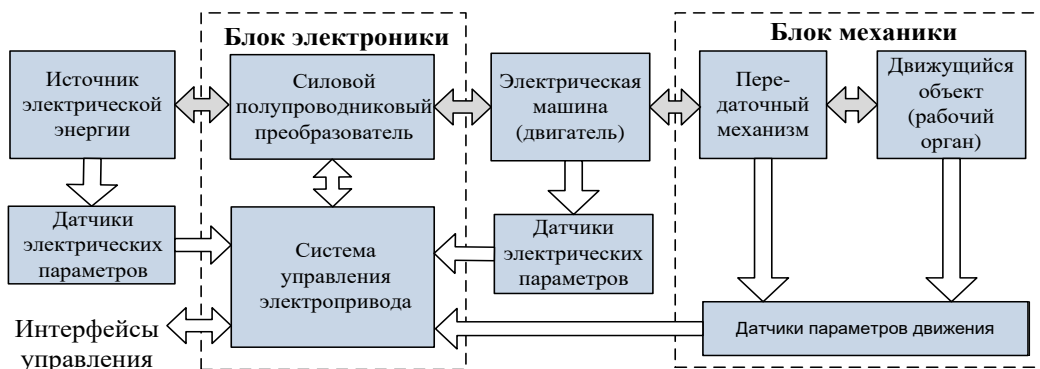 Блок электроники
Блок механики
Источник
электрической
энергии
Силовой
полупроводниковый
преобразователь
Электрическая
машина
(двигатель)
Пере-
даточный
механизм
Движущийся
объект
(рабочий
орган)
Датчики
электрических
параметров
Система
управления
электропривода
Датчики
электрических
параметров
Датчики параметров движения
Интерфейсы
управления